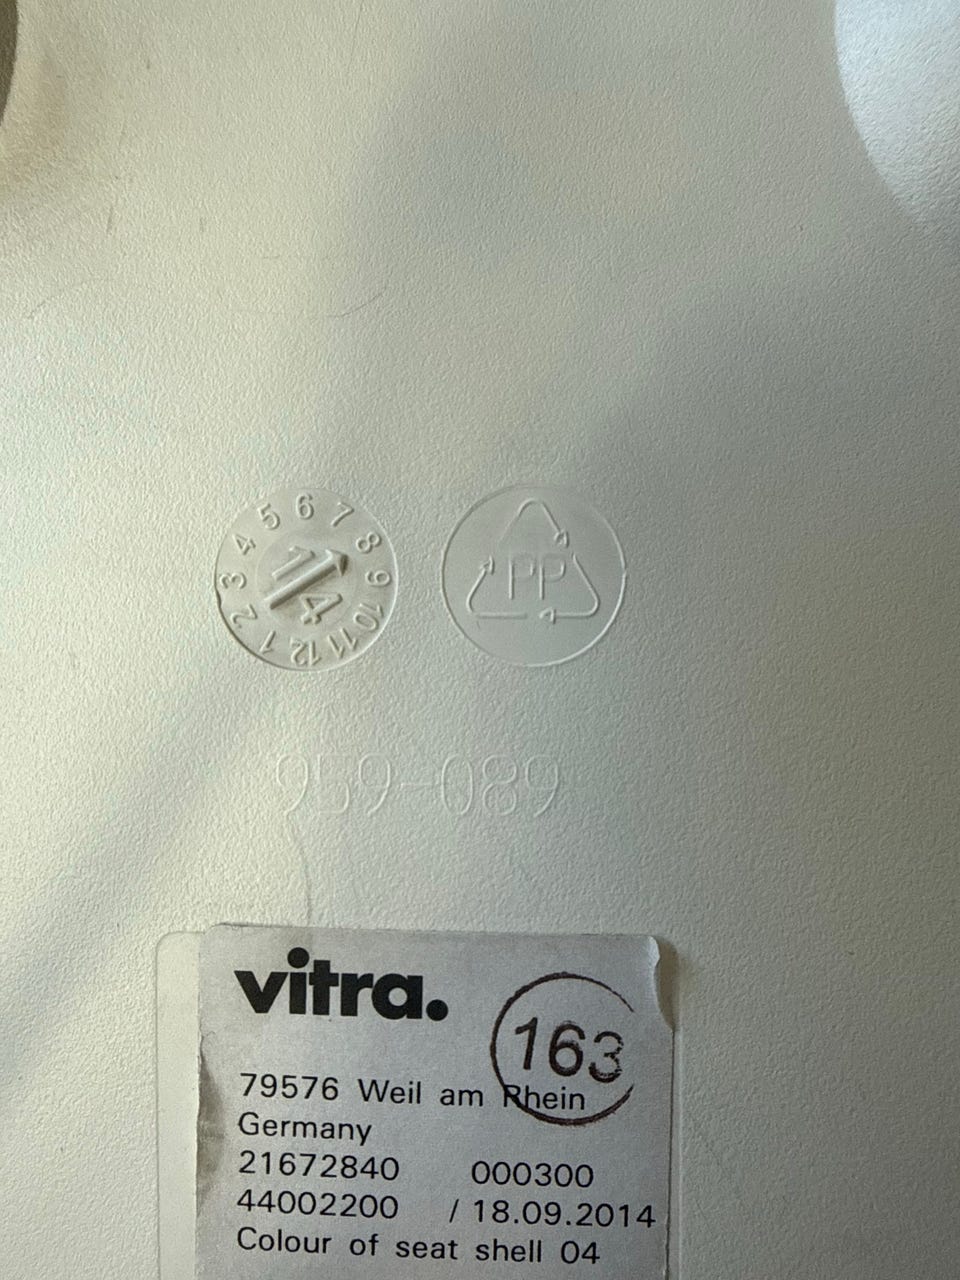 5 6 7 8 9 10 11 12 1 2 3 4
14
PP
959-089
vitra.
163
79576 Weil am Rhein
Germany
21672840 000300
44002200 / 18.09.2014
Colour of seat shell 04